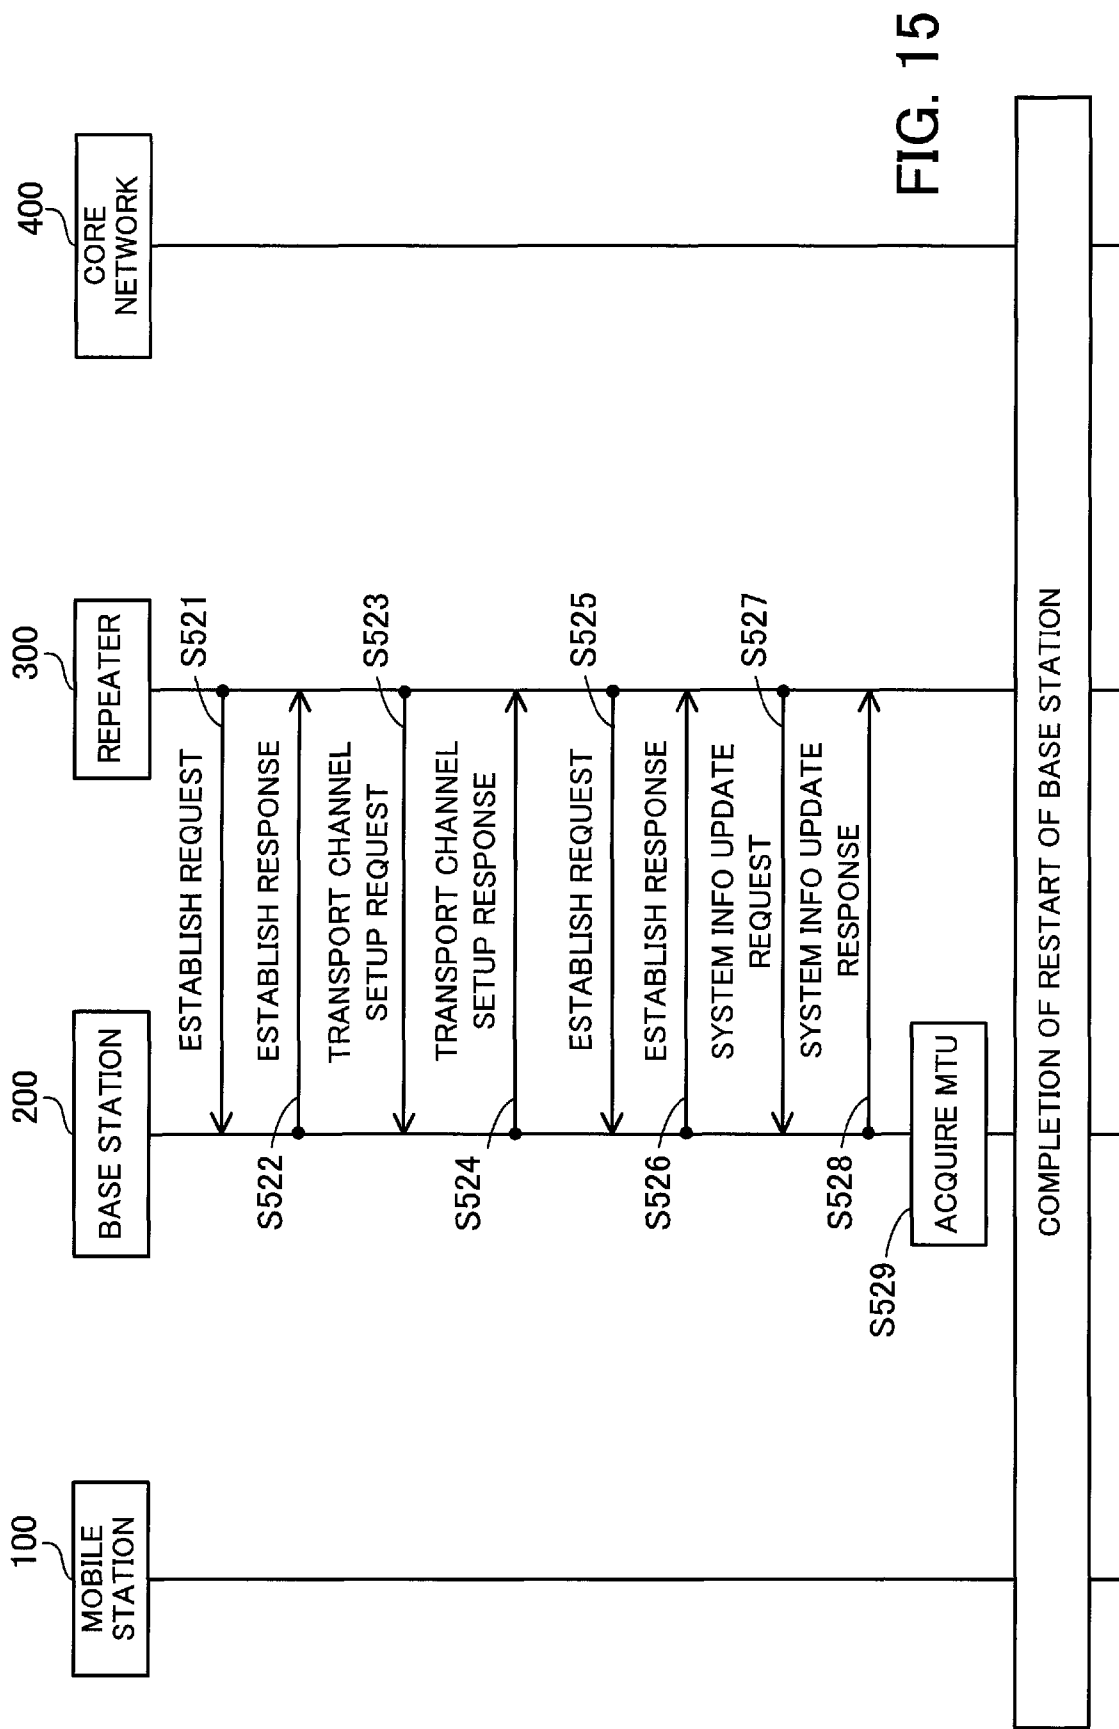 100
MOBILE
STATION
200
BASE STATION
300
REPEATER
400
CORE
NETWORK
ESTABLISH REQUEST
S521
ESTABLISH RESPONSE
S522
TRANSPORT CHANNEL
SETUP REQUEST
S523
TRANSPORT CHANNEL
SETUP RESPONSE
S524
ESTABLISH REQUEST
S525
ESTABLISH RESPONSE
S526
SYSTEM INFO UPDATE
REQUEST
S527
SYSTEM INFO UPDATE
RESPONSE
S528
S529
ACQUIRE MTU
COMPLETION OF RESTART OF BASE STATION
FIG. 15